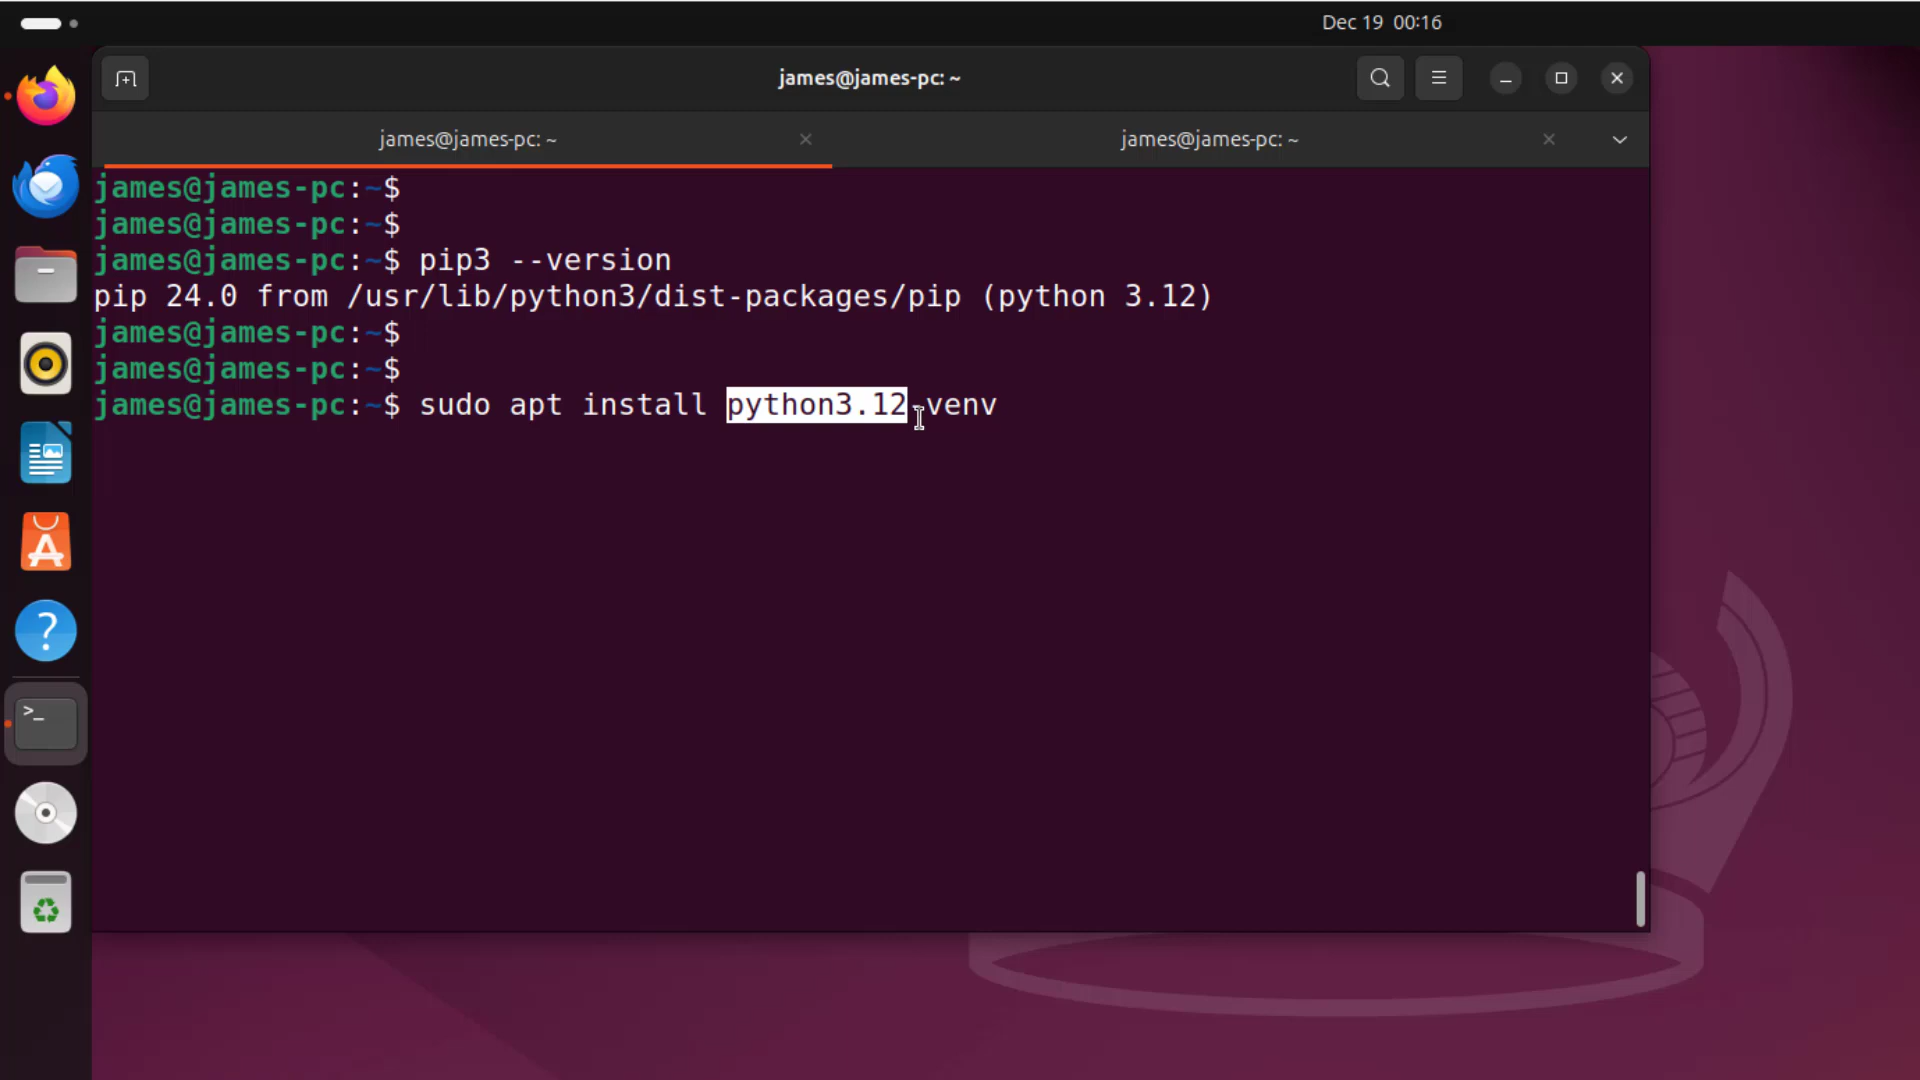 Dec 19 00:16
james@james-pc: ~
james@james-pc: ~
james@james-pc: ~
james@james-pc:~$
james@james-pc:~$
james@james-pc:~$ pip3 --version
pip 24.0 from /usr/lib/python3/dist-packages/pip (python 3.12)
james@james-pc:~$
james@james-pc:~$
james@james-pc:~$ sudo apt install python3.12-venv